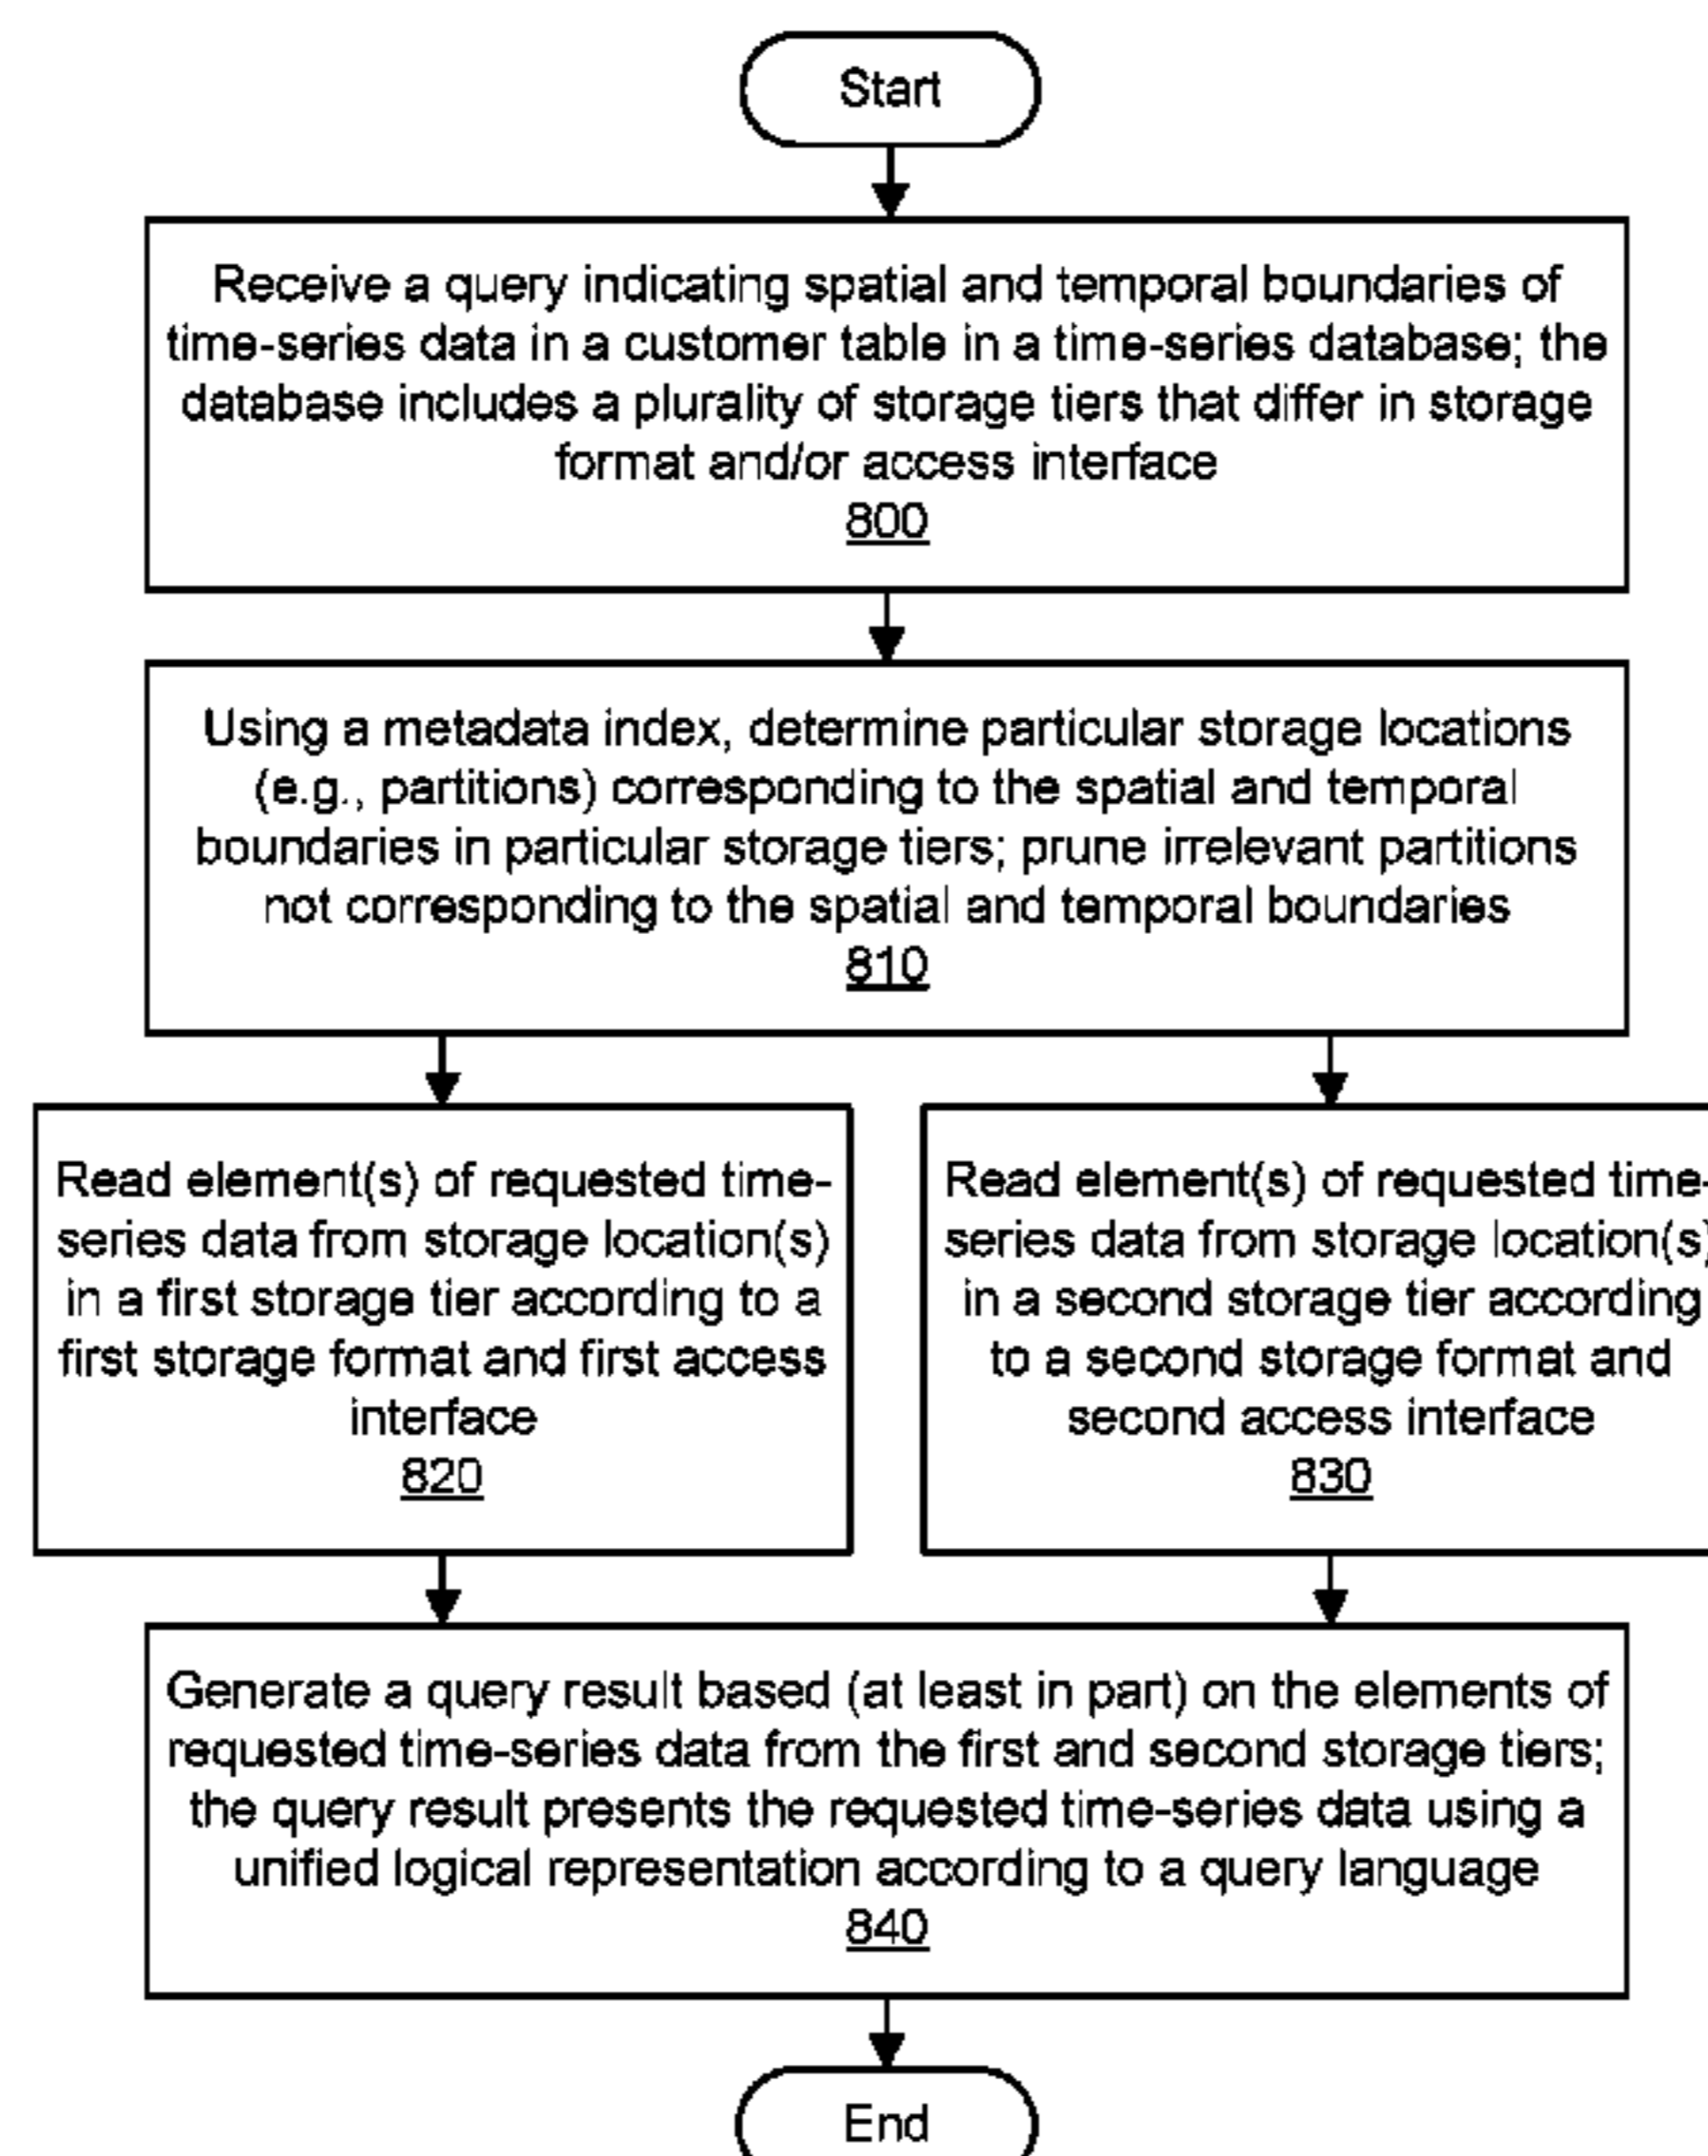 Start
Receive a query indicating spatial and temporal boundaries of
time-series data in a customer table in a time-series database; the
database includes a plurality of storage tiers that differ in storage
format and/or access interface
800
Using a metadata index, determine particular storage locations
(e.g., partitions) corresponding to the spatial and temporal
boundaries in particular storage tiers; prune irrelevant partitions
not corresponding to the spatial and temporal boundaries
810
Read element(s) of requested time-
series data from storage location(s)
in a first storage tier according to a
first storage format and first access
interface
820
Read element(s) of requested time-
series data from storage location(s)
in a second storage tier according
to a second storage format and
second access interface
830
Generate a query result based (at least in part) on the elements of
requested time-series data from the first and second storage tiers;
the query result presents the requested time-series data using a
unified logical representation according to a query language
840
End